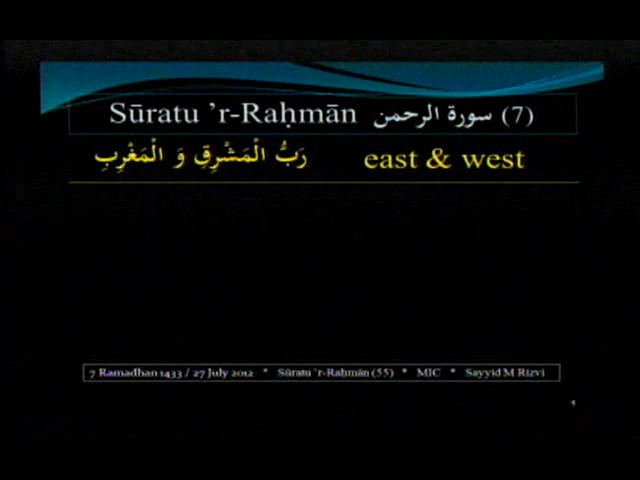 Sūratu ’r-Raḥmān سورة الرحمن (7)
رَبُّ الْمَشْرِقِ وَ الْمَغْرِبِ east & west
7 Ramadhan 1433 / 27 July 2012 * Sūratu ’r-Raḥmān (55) * MIC * Sayyid M Rizvi